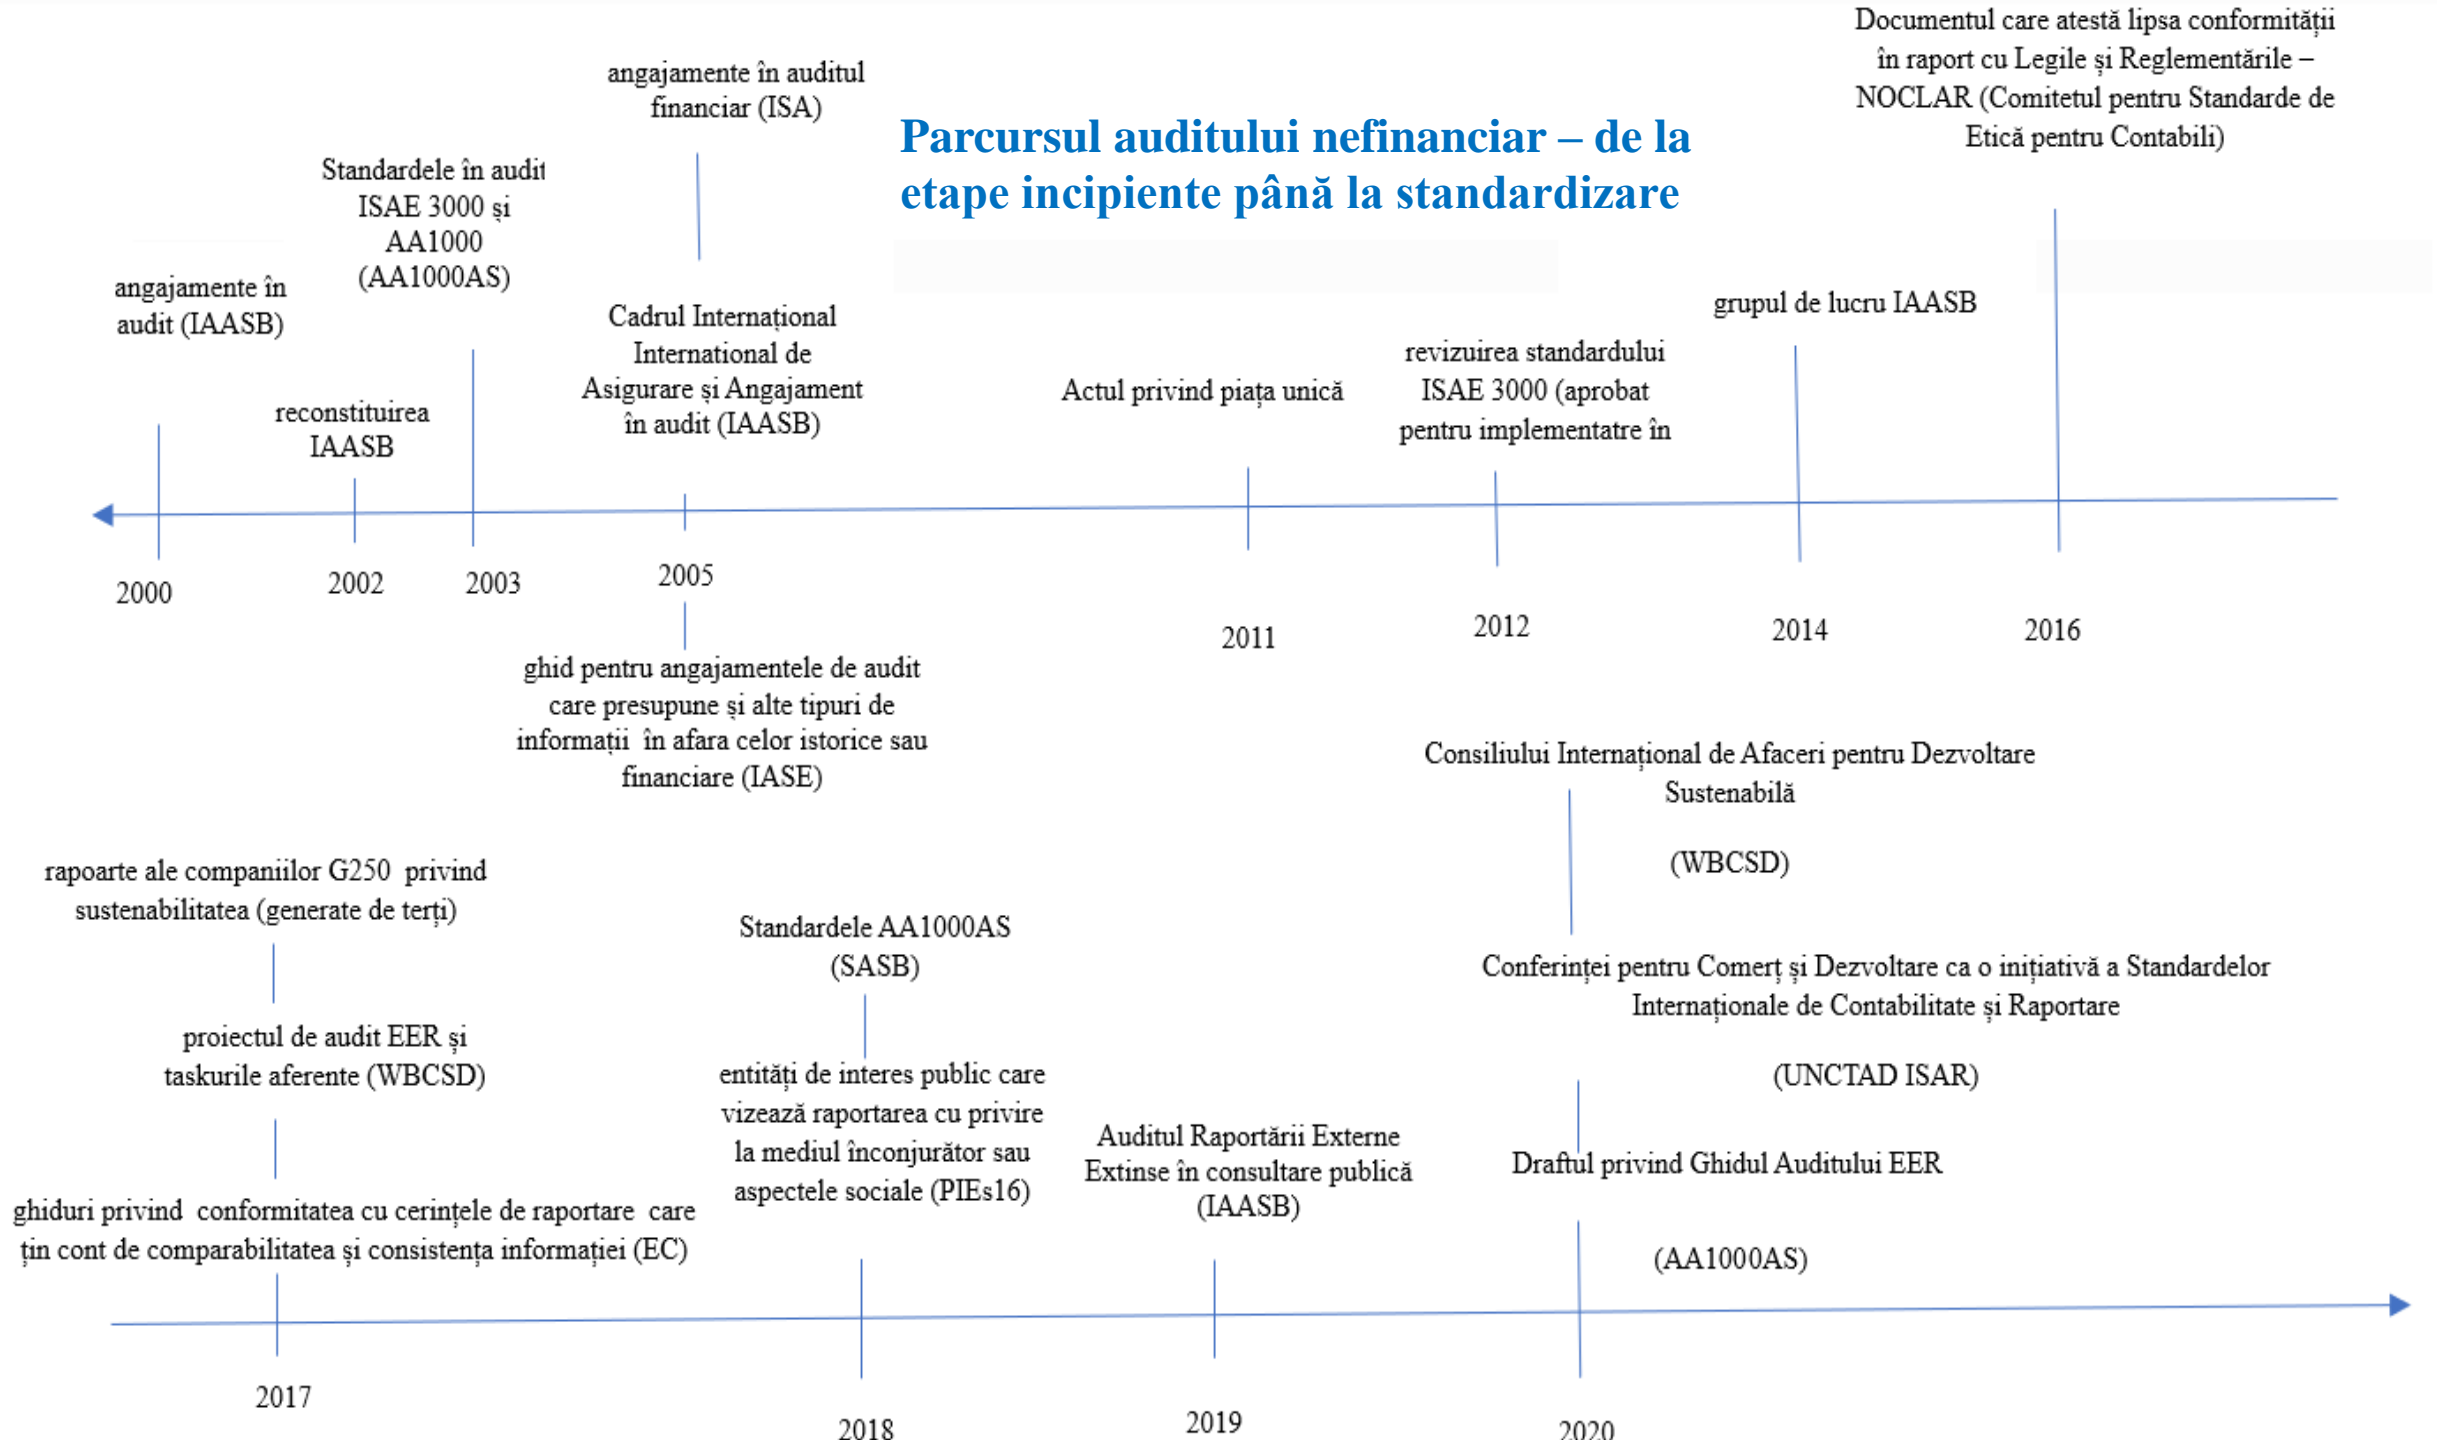 Parcursul auditului nefinanciar – de la
etape incipiente până la standardizare
angajamente în
audit (IAASB)
2000
reconstituirea
IAASB
2002
Standardele în audit
ISAE 3000 și
AA1000
(AA1000AS)
2003
angajamente în auditul
financiar (ISA)
Cadrul Internațional
International de
Asigurare și Angajament
în audit (IAASB)
2005
ghid pentru angajamentele de audit
care presupune și alte tipuri de
informații în afara celor istorice sau
financiare (IASE)
Actul privind piața unică
2011
revizuirea standardului
ISAE 3000 (aprobat
pentru implementatre în
2012
grupul de lucru IAASB
2014
Documentul care atestă lipsa conformității
în raport cu Legile și Reglementările –
NOCLAR (Comitetul pentru Standarde de
Etică pentru Contabili)
2016
rapoarte ale companiilor G250 privind
sustenabilitatea (generate de terți)
proiectul de audit EER și
taskurile aferente (WBCSD)
ghiduri privind conformitatea cu cerințele de raportare care
țin cont de comparabilitatea și consistența informației (EC)
2017
Standardele AA1000AS
(SASB)
entități de interes public care
vizează raportarea cu privire
la mediul înconjurător sau
aspectele sociale (PIEs16)
2018
Auditul Raportării Externe
Extinse în consultare publică
(IAASB)
2019
Consiliului Internațional de Afaceri pentru Dezvoltare
Sustenabilă
(WBCSD)
Conferinței pentru Comerț și Dezvoltare ca o inițiativă a Standardelor
Internaționale de Contabilitate și Raportare
(UNCTAD ISAR)
Draftul privind Ghidul Auditului EER
(AA1000AS)
2020